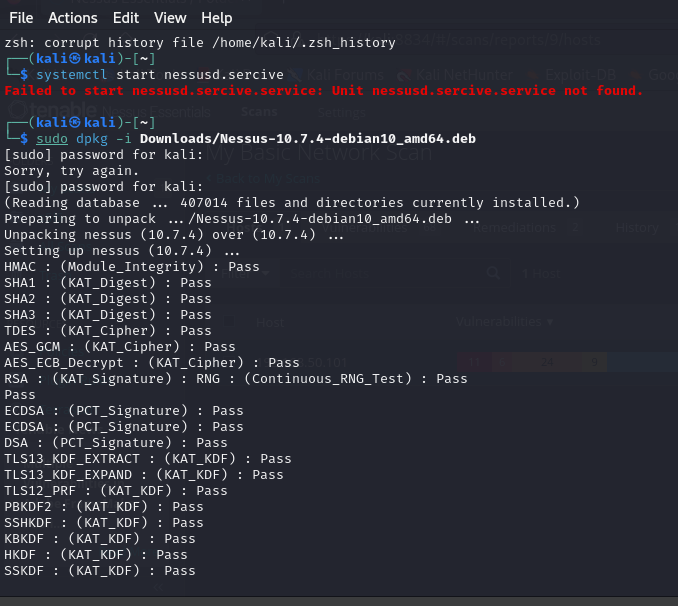 File Actions Edit View Help
zsh: corrupt history file /home/kali/.zsh_history
┌──(kali㉿kali)-[~]
└─$ systemctl start nessusd.sercive
Failed to start nessusd.sercive.service: Unit nessusd.sercive.service not found.
┌──(kali㉿kali)-[~]
└─$ sudo dpkg -i Downloads/Nessus-10.7.4-debian10_amd64.deb
[sudo] password for kali:
Sorry, try again.
[sudo] password for kali:
(Reading database ... 407014 files and directories currently installed.)
Preparing to unpack .../Nessus-10.7.4-debian10_amd64.deb ...
Unpacking nessus (10.7.4) over (10.7.4) ...
Setting up nessus (10.7.4) ...
HMAC : (Module_Integrity) : Pass
SHA1 : (KAT_Digest) : Pass
SHA2 : (KAT_Digest) : Pass
SHA3 : (KAT_Digest) : Pass
TDES : (KAT_Cipher) : Pass
AES_GCM : (KAT_Cipher) : Pass
AES_ECB_Decrypt : (KAT_Cipher) : Pass
RSA : (KAT_Signature) : RNG : (Continuous_RNG_Test) : Pass
Pass
ECDSA : (PCT_Signature) : Pass
ECDSA : (PCT_Signature) : Pass
DSA : (PCT_Signature) : Pass
TLS13_KDF_EXTRACT : (KAT_KDF) : Pass
TLS13_KDF_EXPAND : (KAT_KDF) : Pass
TLS12_PRF : (KAT_KDF) : Pass
PBKDF2 : (KAT_KDF) : Pass
SSHKDF : (KAT_KDF) : Pass
KBKDF : (KAT_KDF) : Pass
HKDF : (KAT_KDF) : Pass
SSKDF : (KAT_KDF) : Pass